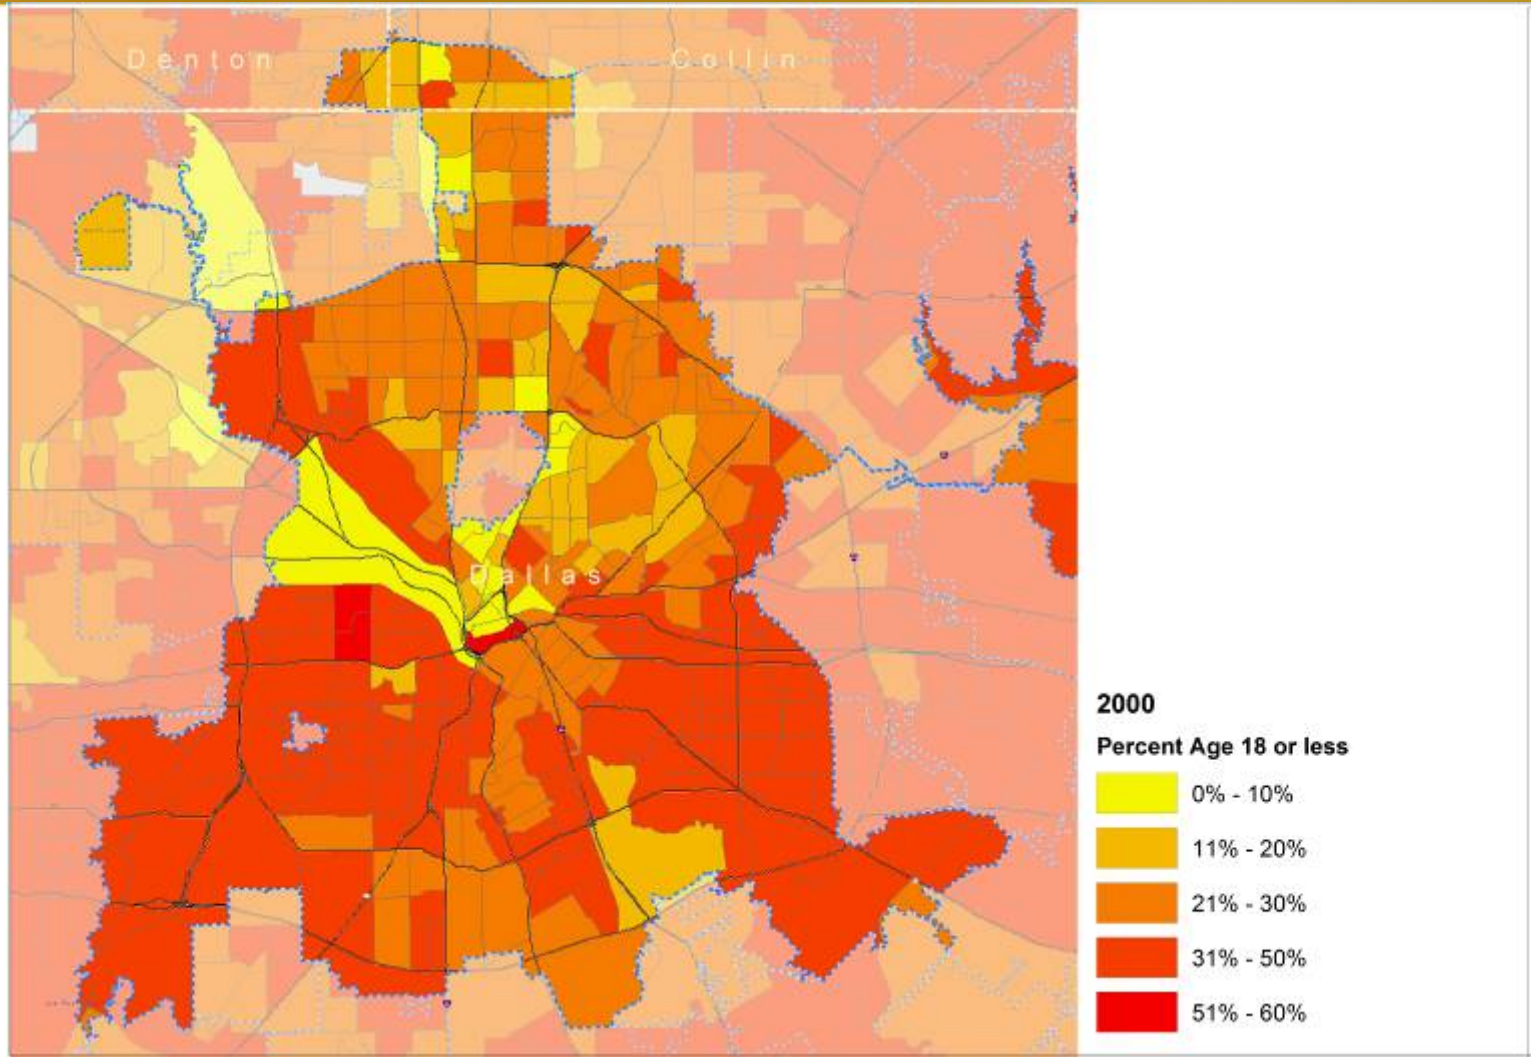 Denton
Collin
Dallas
2000
Percent Age 18 or less
0% - 10%
11% - 20%
21% - 30%
31% - 50%
51% - 60%